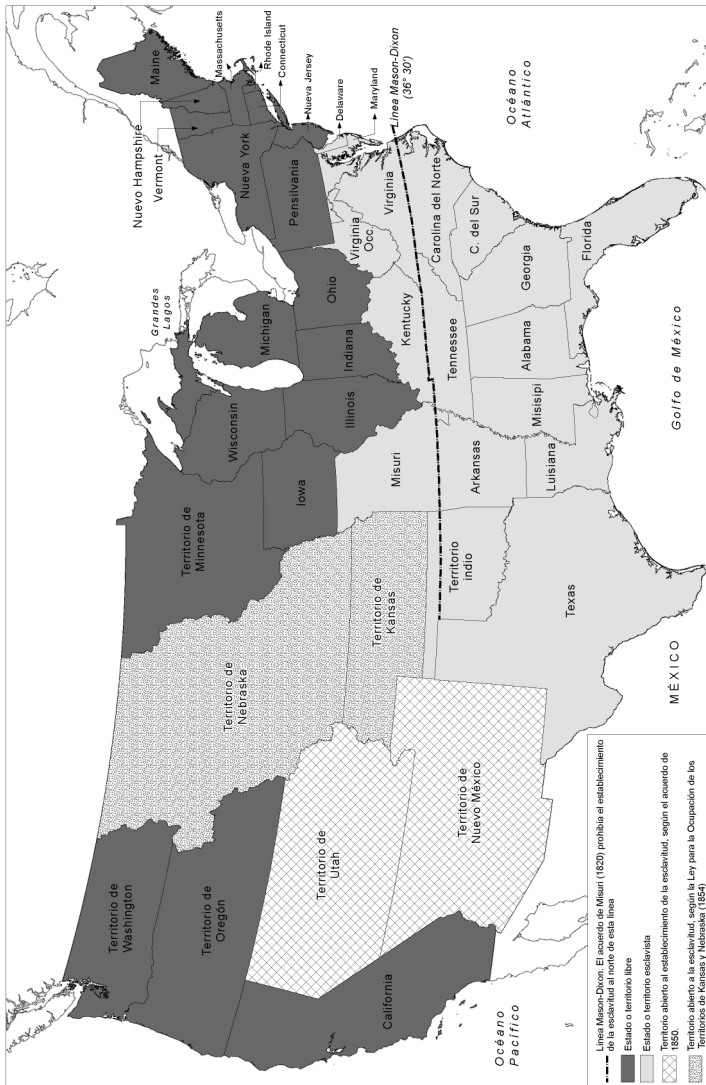 Maine
Massachusetts
Rhode Island
Connecticut
Nuevo Hampshire
Vermont
Nueva York
Nueva Jersey
Delaware
Maryland
Línea Mason-Dixon
(36° 30')
Pensilvania
Océano
Atlántico
Grandes
Lagos
Michigan
Ohio
Virginia
Occ.
Virginia
Carolina del Norte
C. del Sur
Wisconsin
Illinois
Indiana
Kentucky
Tennessee
Georgia
Florida
Alabama
Misisipi
Territorio de
Minnesota
Iowa
Misuri
Arkansas
Luisiana
Golfo de México
Territorio de
Nebraska
Territorio de
Kansas
Territorio
indio
Texas
MÉXICO
Territorio de
Washington
Territorio de
Oregón
Territorio de
Utah
Territorio de
Nuevo México
California
Océano
Pacífico
Línea Mason-Dixon. El acuerdo de Misuri (1820) prohibía el establecimiento
de la esclavitud al norte de esta línea
Estado o territorio libre
Estado o territorio esclavista
Territorio abierto al establecimiento de la esclavitud, según el acuerdo de
1850.
Territorio abierto a la esclavitud, según la Ley para la Ocupación de los
Territorios de Kansas y Nebraska (1854)